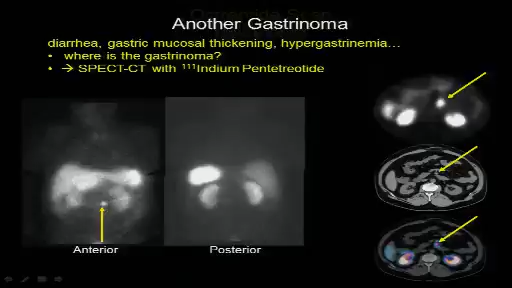 Another Gastrinoma
diarrhea, gastric mucosal thickening, hypergastrinemia…
• where is the gastrinoma?
• → SPECT-CT with ¹¹¹Indium Pentetreotide
Anterior
Posterior